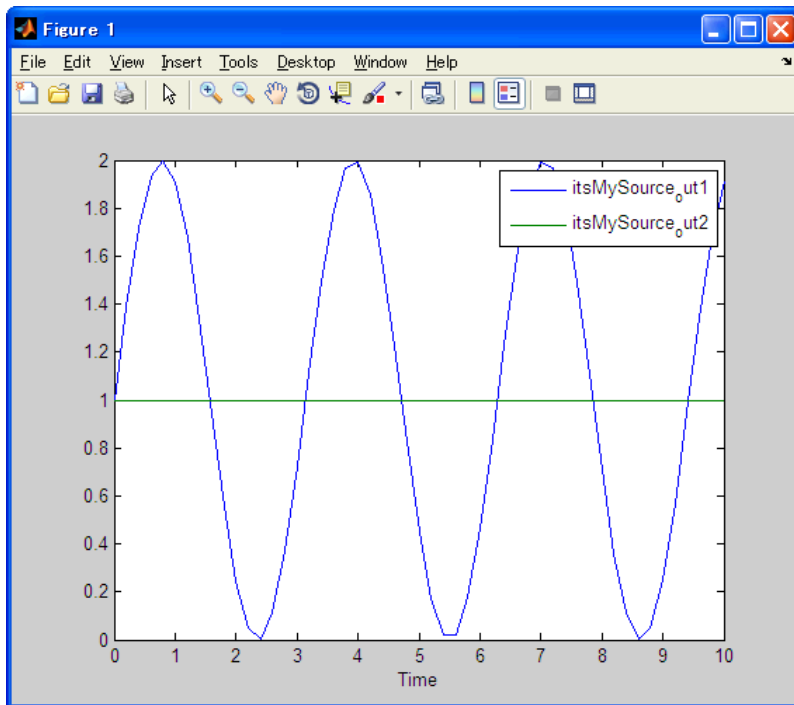 Figure 1
File Edit View Insert Tools Desktop Window Help
2
1.8
1.6
1.4
1.2
1
0.8
0.6
0.4
0.2
0
itsMySource_out1
itsMySource_out2
0 1 2 3 4 5 6 7 8 9 10
Time